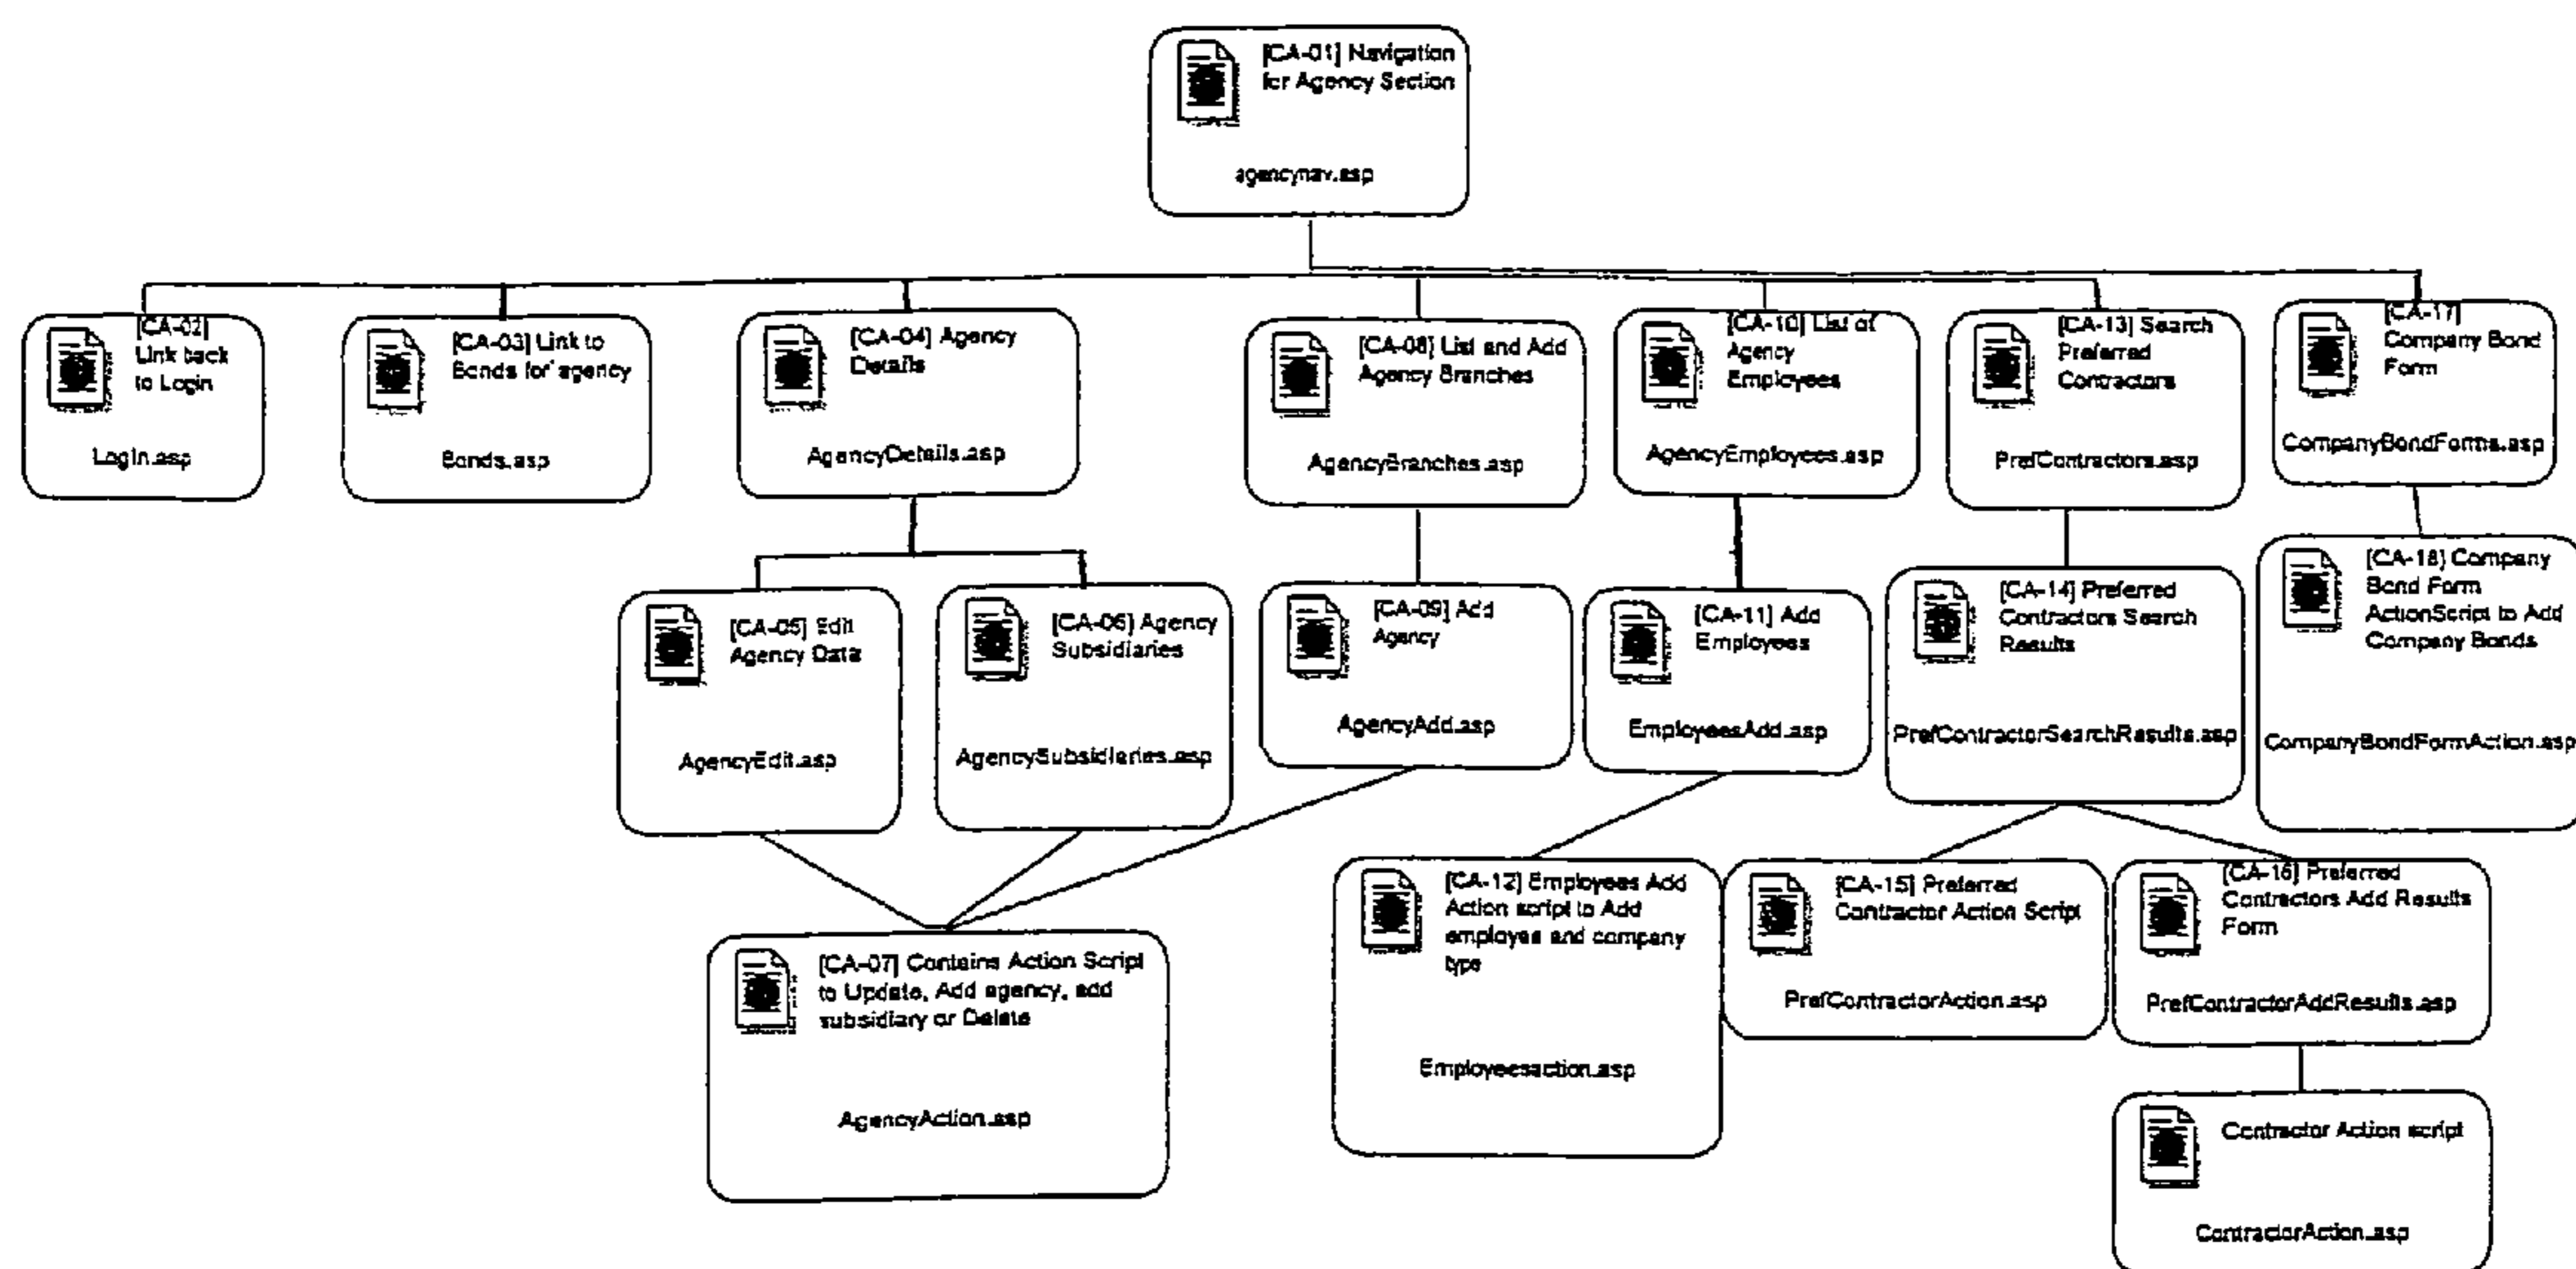 [CA-01] Navigation
for Agency Section
agencynav.asp
[CA-02]
Link back
to Login
Login.asp
[CA-03] Link to
Bonds for agency
Bonds.asp
[CA-04] Agency
Details
AgencyDetails.asp
[CA-08] List and Add
Agency Branches
AgencyBranches.asp
[CA-10] List of
Agency
Employees
AgencyEmployees.asp
[CA-13] Search
Preferred
Contractors
PrefContractors.asp
[CA-17]
Company Bond
Form
CompanyBondForms.asp
[CA-05] Edit
Agency Data
AgencyEdit.asp
[CA-06] Agency
Subsidiaries
AgencySubsidiaries.asp
[CA-09] Add
Agency
AgencyAdd.asp
[CA-11] Add
Employees
EmployeesAdd.asp
[CA-14] Preferred
Contractors Search
Results
PrefContractorSearchResults.asp
[CA-18] Company
Bond Form
ActionScript to Add
Company Bonds
CompanyBondFormAction.asp
[CA-07] Contains Action Script
to Update, Add agency, add
subsidiary or Delete
AgencyAction.asp
[CA-12] Employees Add
Action script to Add
employee and company
type
Employeesaction.asp
[CA-15] Preferred
Contractor Action Script
PrefContractorAction.asp
[CA-16] Preferred
Contractors Add Results
Form
PrefContractorAddResults.asp
Contractor Action script
ContractorAction.asp